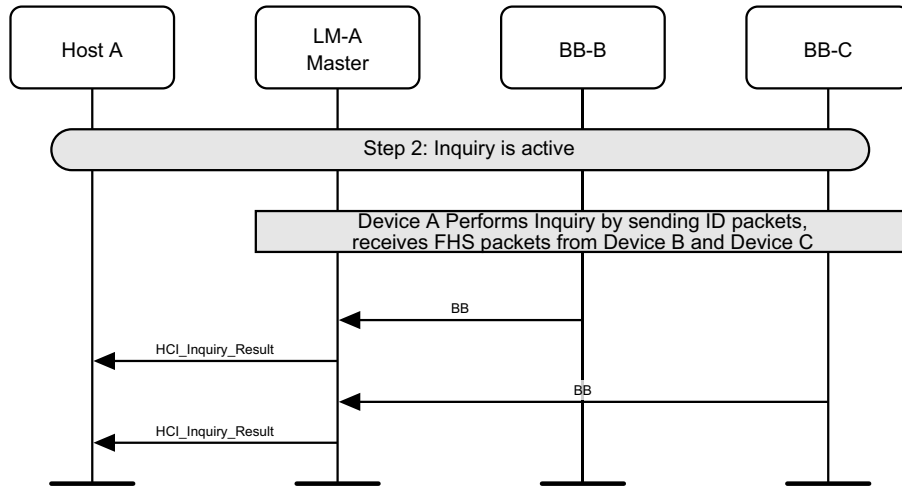 Host A
LM-A
Master
BB-B
BB-C
Step 2: Inquiry is active
Device A Performs Inquiry by sending ID packets,
receives FHS packets from Device B and Device C
BB
HCI_Inquiry_Result
BB
HCI_Inquiry_Result